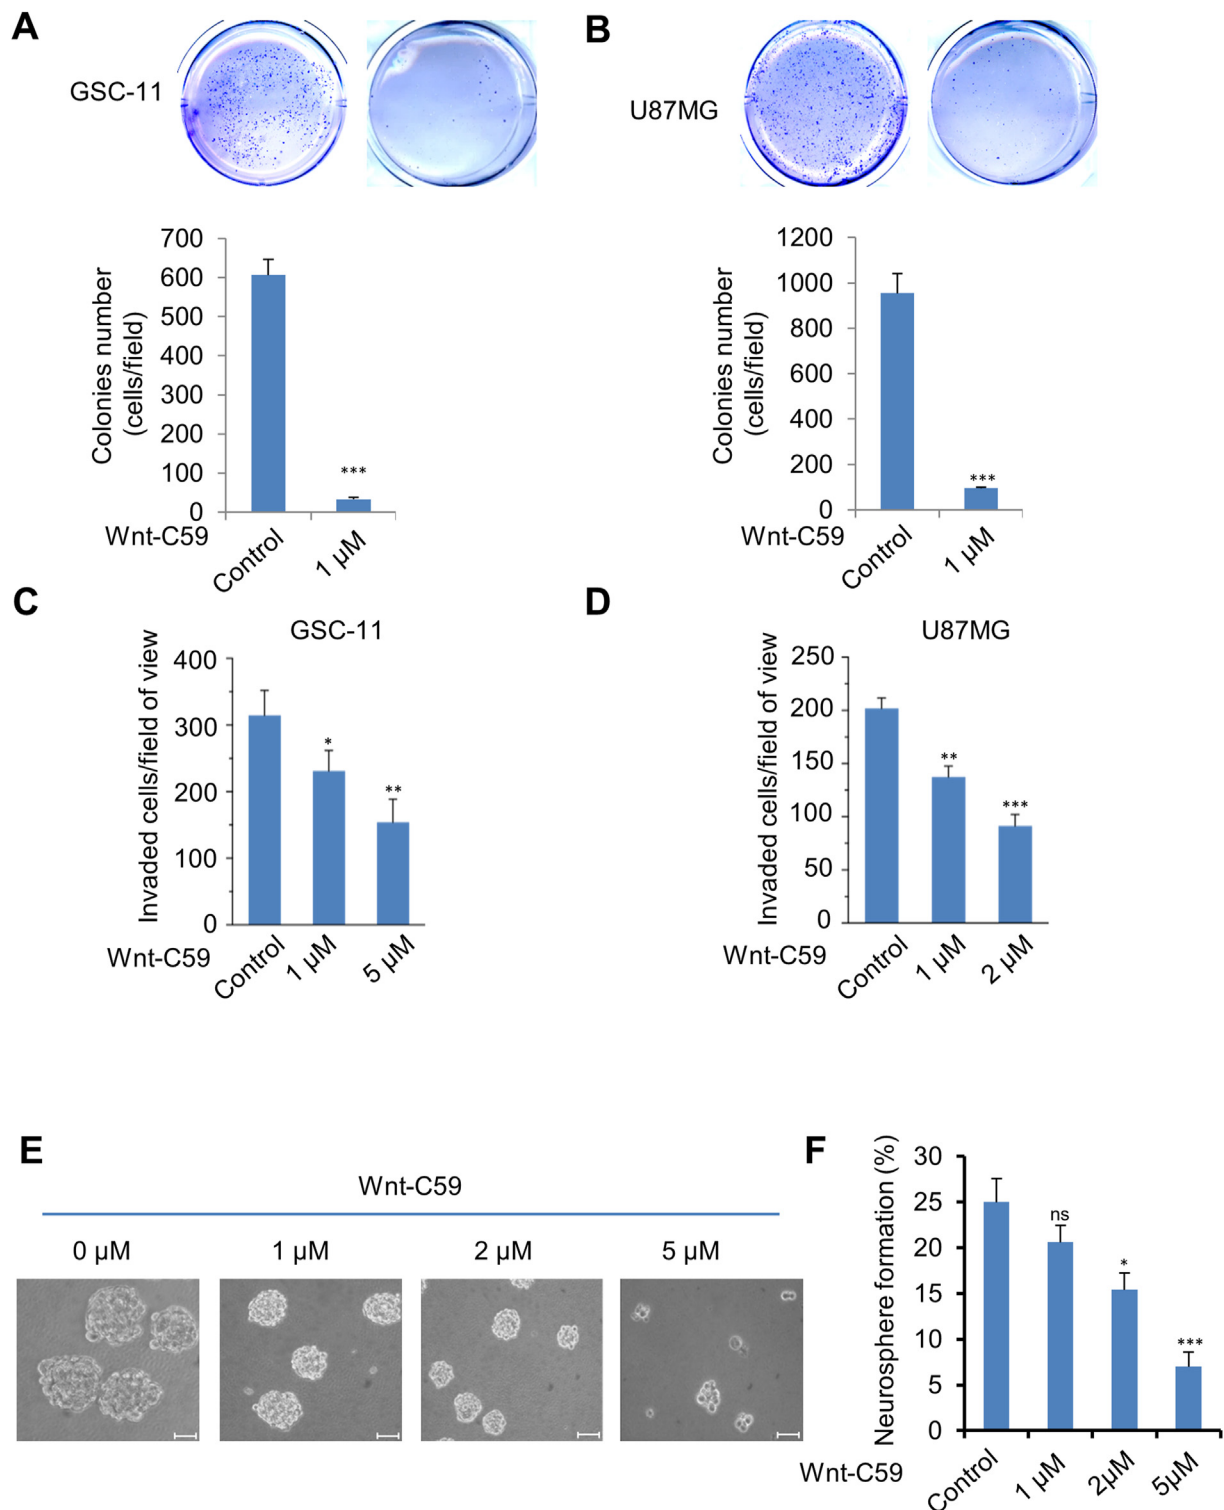 A
GSC-11
B
U87MG
Colonies number
(cells/field)
700
600
500
400
300
200
100
0
***
Wnt-C59
Control
1 µM
Colonies number
(cells/field)
1200
1000
800
600
400
200
0
***
Wnt-C59
Control
1 µM
C
GSC-11
Invaded cells/field of view
400
300
200
100
0
*
**
Wnt-C59
Control
1 µM
5 µM
D
U87MG
Invaded cells/field of view
250
200
150
100
50
0
**
***
Wnt-C59
Control
1 µM
2 µM
E
Wnt-C59
0 µM
1 µM
2 µM
5 µM
F
Neurosphere formation (%)
30
25
20
15
10
5
0
ns
*
***
Wnt-C59
Control
1 µM
2µM
5µM